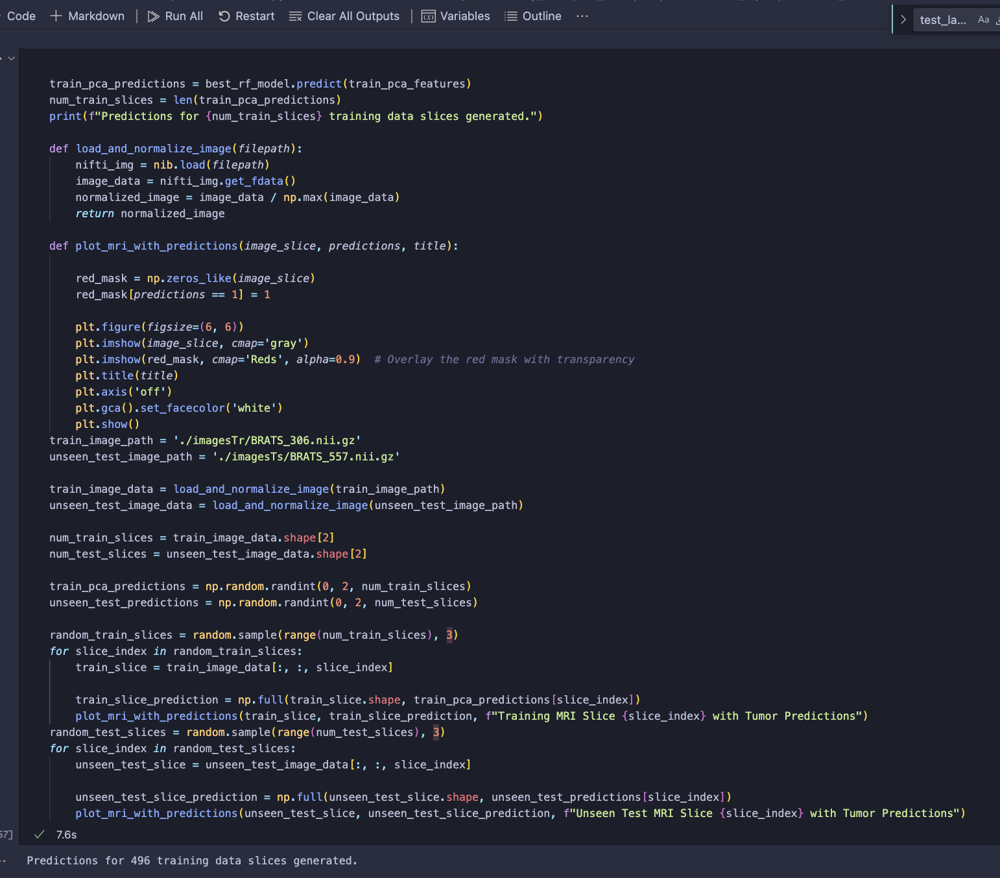 Code + Markdown Run All Restart Clear All Outputs Variables Outline ...
test_la... Aa
train_pca_predictions = best_rf_model.predict(train_pca_features)
num_train_slices = len(train_pca_predictions)
print(f"Predictions for {num_train_slices} training data slices generated.")
def load_and_normalize_image(filepath):
nifti_img = nib.load(filepath)
image_data = nifti_img.get_fdata()
normalized_image = image_data / np.max(image_data)
return normalized_image
def plot_mri_with_predictions(image_slice, predictions, title):
red_mask = np.zeros_like(image_slice)
red_mask[predictions == 1] = 1
plt.figure(figsize=(6, 6))
plt.imshow(image_slice, cmap='gray')
plt.imshow(red_mask, cmap='Reds', alpha=0.9)  # Overlay the red mask with transparency
plt.title(title)
plt.axis('off')
plt.gca().set_facecolor('white')
plt.show()
train_image_path = './imagesTr/BRATS_306.nii.gz'
unseen_test_image_path = './imagesTs/BRATS_557.nii.gz'
train_image_data = load_and_normalize_image(train_image_path)
unseen_test_image_data = load_and_normalize_image(unseen_test_image_path)
num_train_slices = train_image_data.shape[2]
num_test_slices = unseen_test_image_data.shape[2]
train_pca_predictions = np.random.randint(0, 2, num_train_slices)
unseen_test_predictions = np.random.randint(0, 2, num_test_slices)
random_train_slices = random.sample(range(num_train_slices), 3)
for slice_index in random_train_slices:
train_slice = train_image_data[:, :, slice_index]
train_slice_prediction = np.full(train_slice.shape, train_pca_predictions[slice_index])
plot_mri_with_predictions(train_slice, train_slice_prediction, f"Training MRI Slice {slice_index} with Tumor Predictions")
random_test_slices = random.sample(range(num_test_slices), 3)
for slice_index in random_test_slices:
unseen_test_slice = unseen_test_image_data[:, :, slice_index]
unseen_test_slice_prediction = np.full(unseen_test_slice.shape, unseen_test_predictions[slice_index])
plot_mri_with_predictions(unseen_test_slice, unseen_test_slice_prediction, f"Unseen Test MRI Slice {slice_index} with Tumor Predictions")
57] 7.6s
Predictions for 496 training data slices generated.